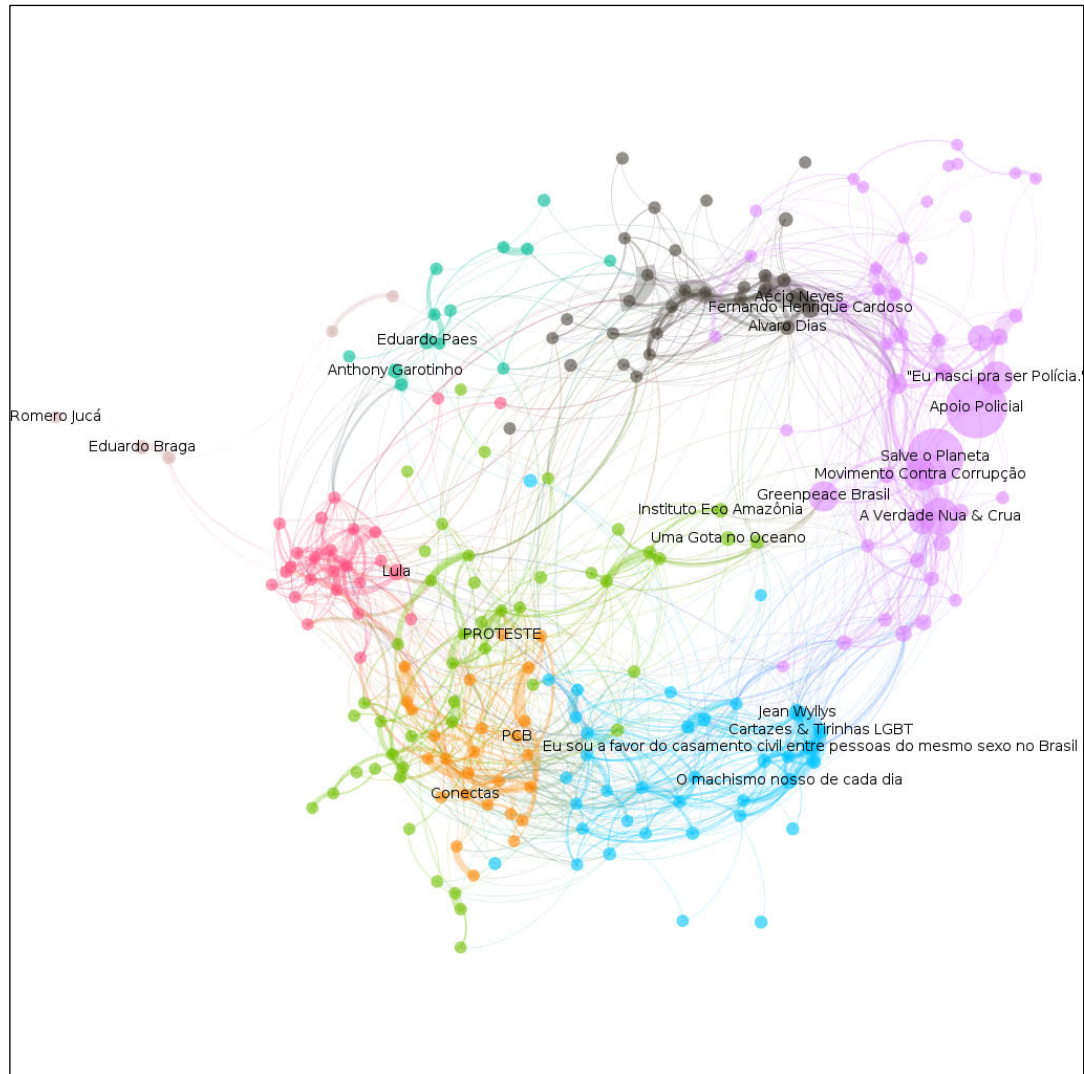 Aécio Neves
Fernando Henrique Cardoso
Alvaro Dias
Eduardo Paes
Anthony Garotinho
"Eu nasci pra ser Polícia."
Apoio Policial
Romero Jucá
Eduardo Braga
Salve o Planeta
Movimento Contra Corrupção
Greenpeace Brasil
Instituto Eco Amazônia
A Verdade Nua & Crua
Uma Gota no Oceano
Lula
PROTESTE
Jean Wyllys
Cartazes & Tirinhas LGBT
PCB
Eu sou a favor do casamento civil entre pessoas do mesmo sexo no Brasil
O machismo nosso de cada dia
Conectas